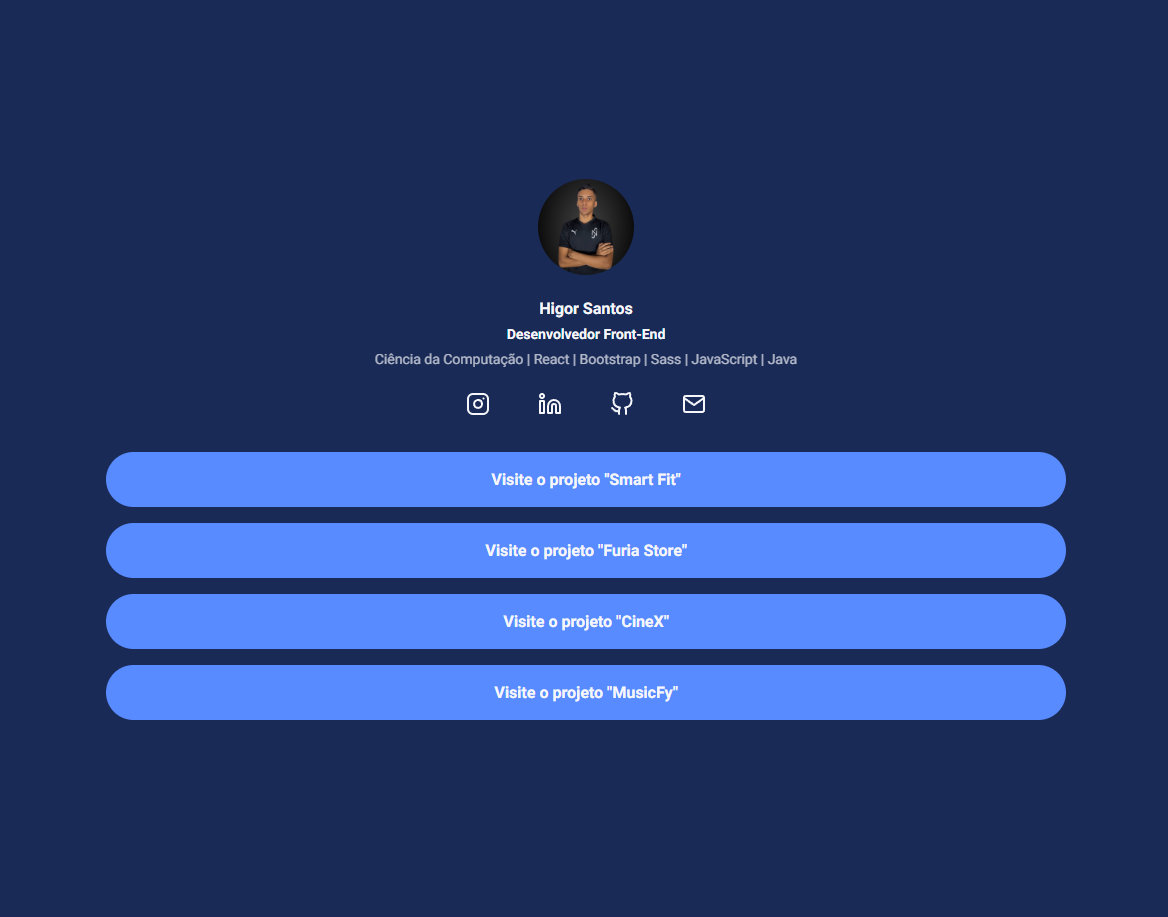 Higor Santos
Desenvolvedor Front-End
Ciência da Computação | React | Bootstrap | Sass | JavaScript | Java
Visite o projeto "Smart Fit"
Visite o projeto "Furia Store"
Visite o projeto "CineX"
Visite o projeto "MusicFy"